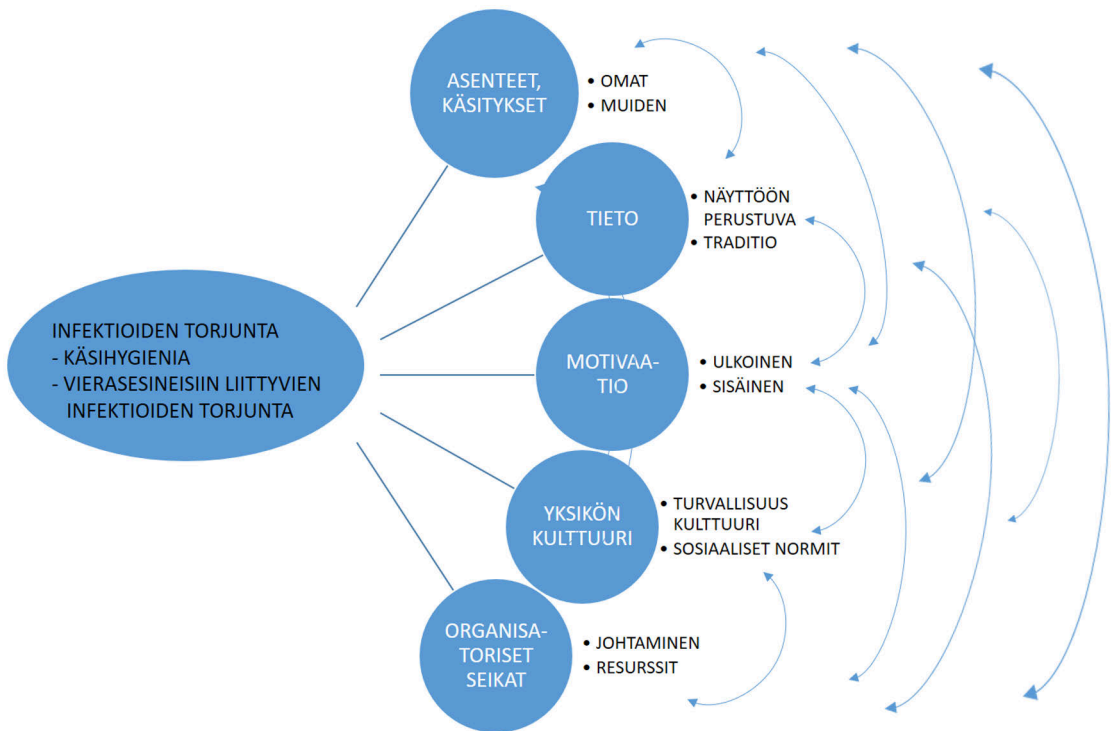 ASENTEET,
KÄSITYKSET
• OMAT
• MUIDEN
TIETO
• NÄYTTÖÖN
PERUSTUVA
• TRADITIO
INFEKTIOIDEN TORJUNTA
- KÄSIHYGIENIA
- VIERASESINEISIIN LIITTYVIEN
INFEKTIOIDEN TORJUNTA
MOTIVAA-
TIO
• ULKOINEN
• SISÄINEN
YKSIKÖN
KULTTUURI
• TURVALLISUUS
KULTTUURI
• SOSIAALISET NORMIT
ORGANISA-
TORISET
SEIKAT
• JOHTAMINEN
• RESURSSIT